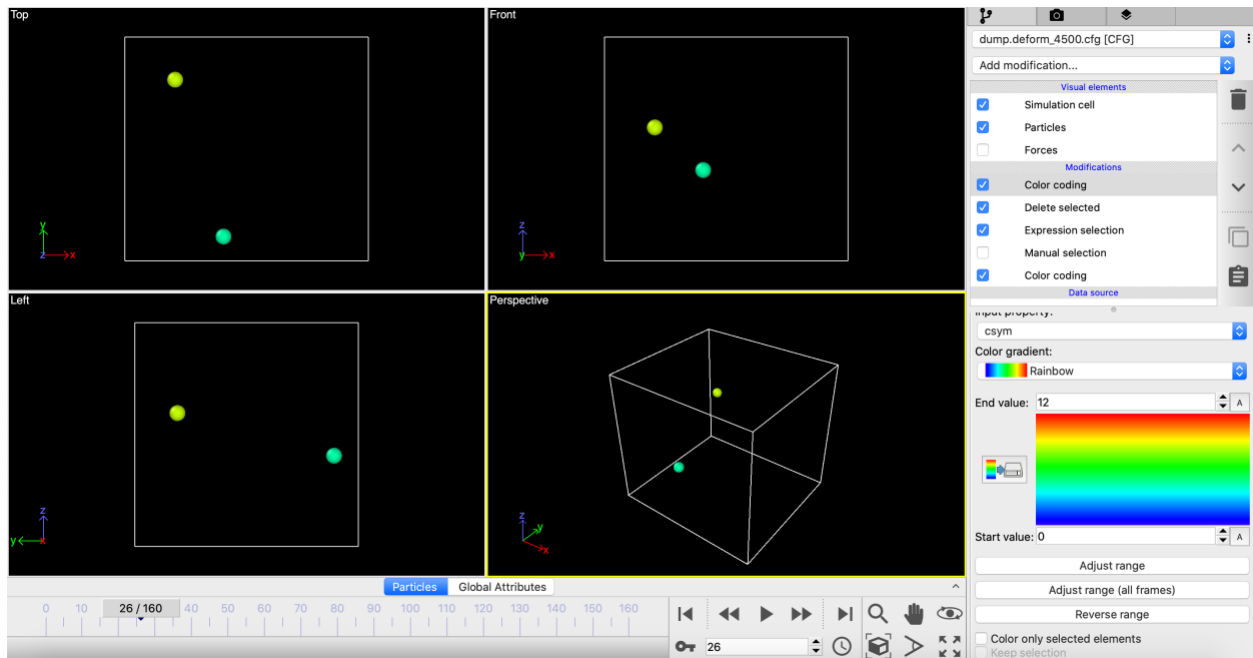 Top
Front
y
z
x
z
y
x
Left
Perspective
z
y
x
z
y
x
Particles
Global Attributes
0 10 26 / 160 40 50 60 70 80 90 100 110 120 130 140 150 160
26
dump.deform_4500.cfg [CFG]
Add modification...
Visual elements
Simulation cell
Particles
Forces
Modifications
Color coding
Delete selected
Expression selection
Manual selection
Color coding
Data source
Input property:
csym
Color gradient:
Rainbow
End value: 12 A
Start value: 0 A
Adjust range
Adjust range (all frames)
Reverse range
Color only selected elements
Keep selection